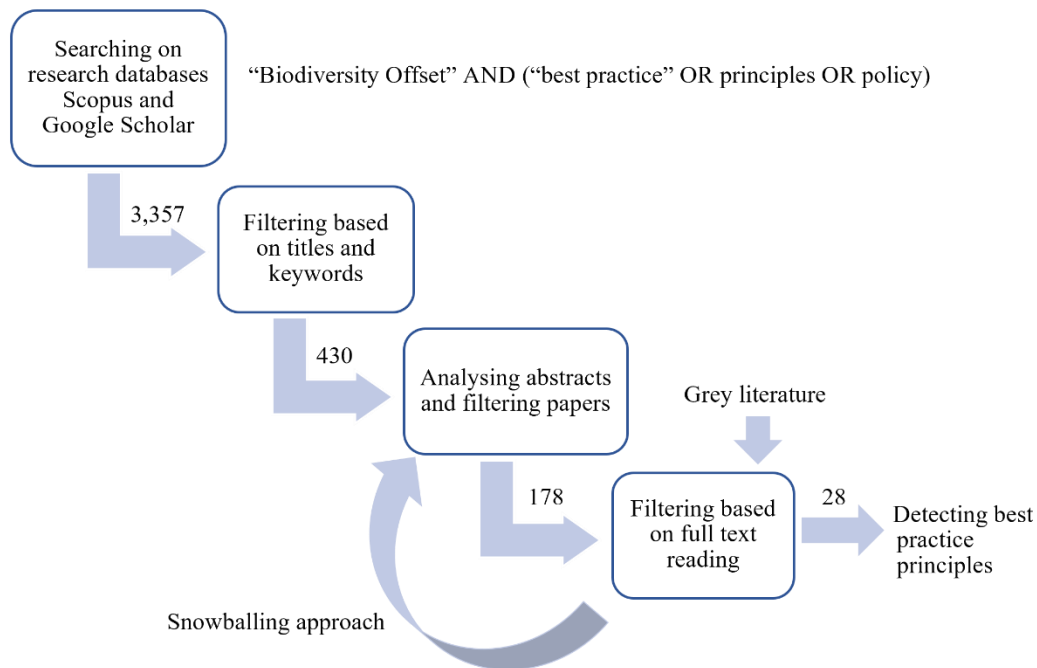 Searching on
research databases
Scopus and
Google Scholar
“Biodiversity Offset” AND (“best practice” OR principles OR policy)
3,357
Filtering based
on titles and
keywords
430
Analysing abstracts
and filtering papers
Grey literature
178
Filtering based
on full text
reading
28
Detecting best
practice
principles
Snowballing approach